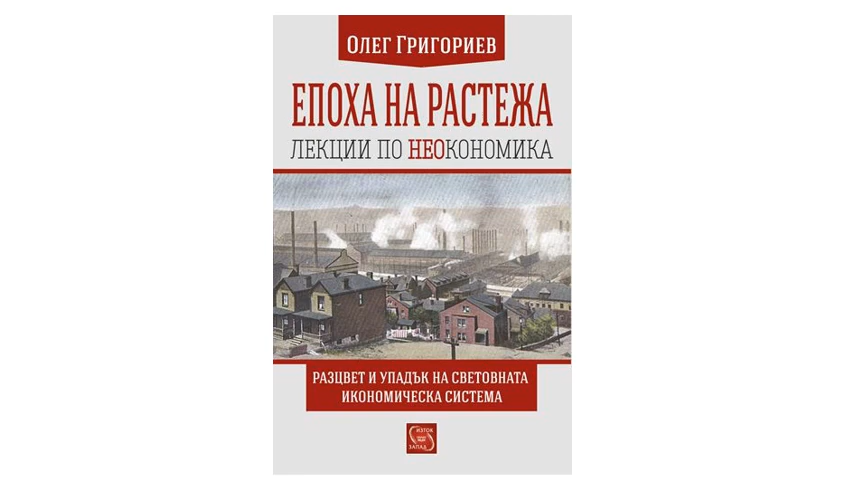 Олег Григориев
ЕПОХА НА РАСТЕЖА
ЛЕКЦИИ ПО НЕОКОНОМИКА
РАЗЦВЕТ И УПАДЪК НА СВЕТОВНАТА
ИКОНОМИЧЕСКА СИСТЕМА
ИЗТОК
ЗАПАД